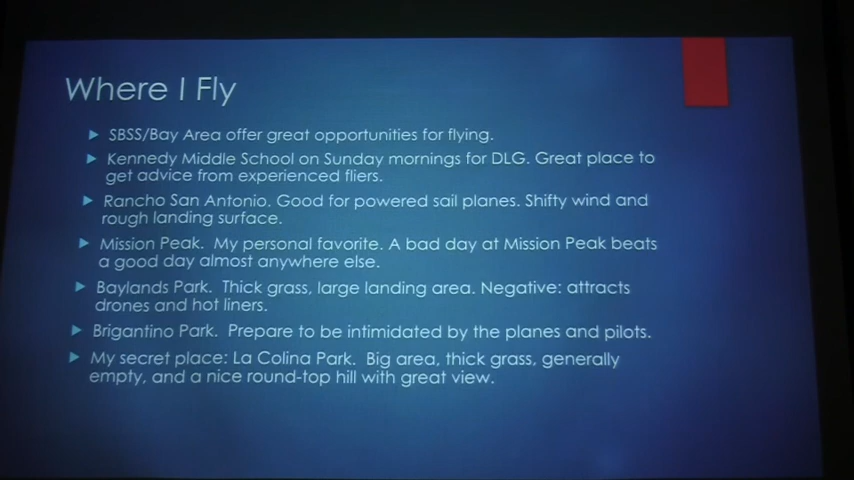 Where I Fly
▶ SBSS/Bay Area offer great opportunities for flying.
▶ Kennedy Middle School on Sunday mornings for DLG. Great place to
get advice from experienced fliers.
▶ Rancho San Antonio. Good for powered sail planes. Shifty wind and
rough landing surface.
▶ Mission Peak. My personal favorite. A bad day at Mission Peak beats
a good day almost anywhere else.
▶ Baylands Park. Thick grass, large landing area. Negative: attracts
drones and hot liners.
▶ Brigantino Park. Prepare to be intimidated by the planes and pilots.
▶ My secret place: La Colina Park. Big area, thick grass, generally
empty, and a nice round-top hill with great view.